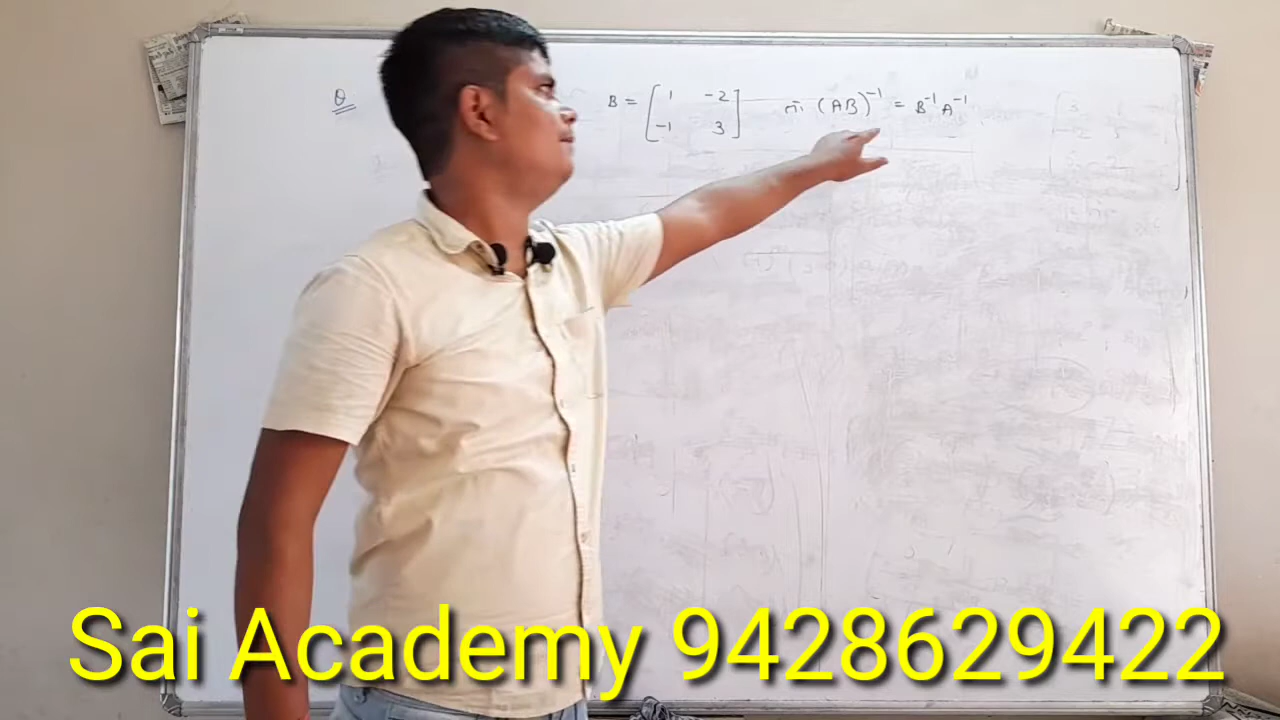 Q B = [ 1 -2 ] તો (AB)⁻¹ = B⁻¹ A⁻¹
[ -1 3 ]
Sai Academy 9428629422